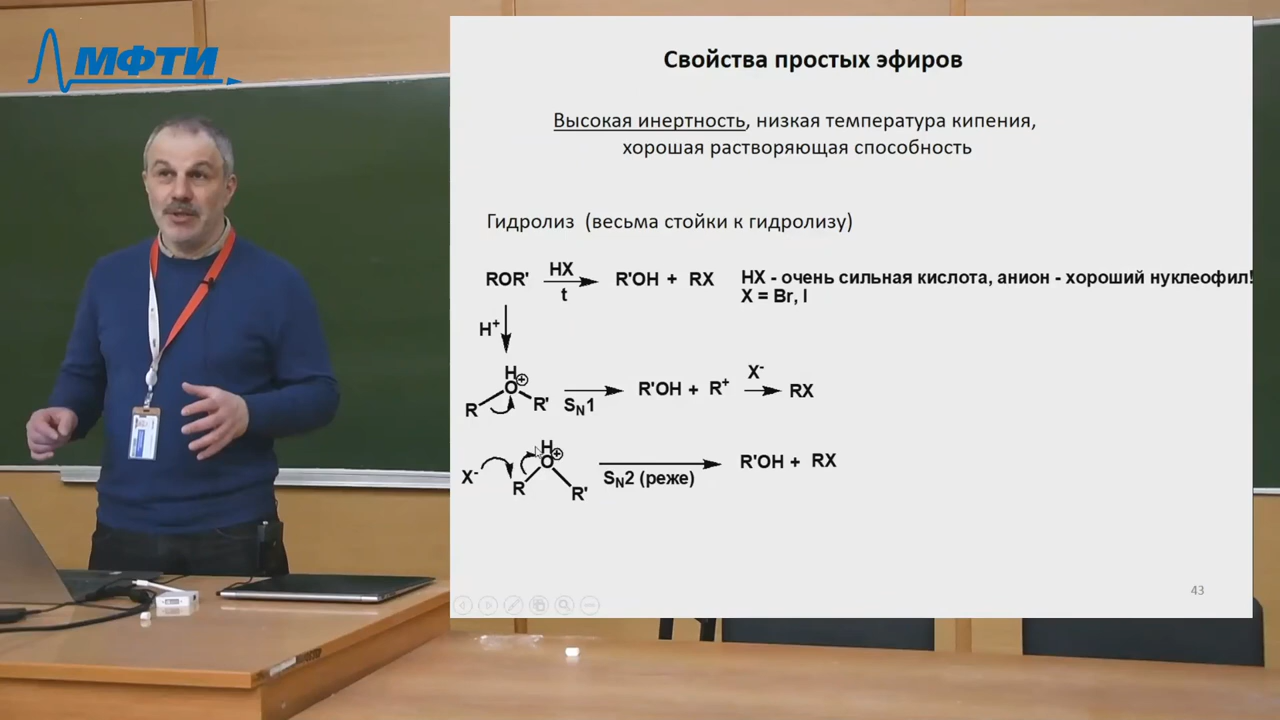 МФТИ
Свойства простых эфиров
Высокая инертность, низкая температура кипения,
хорошая растворяющая способность
Гидролиз (весьма стойки к гидролизу)
ROR' HX t R'OH + RX HX - очень сильная кислота, анион - хороший нуклеофил!
X = Br, I
H+
H O ⊕ R R' SN1 R'OH + R+ X- RX
X- H O ⊕ R R' SN2 (реже) R'OH + RX
43